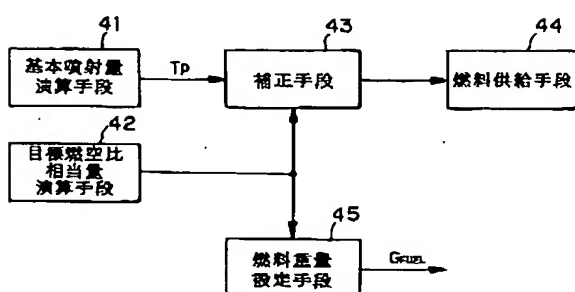 41
基本噴射量
演算手段
Tp
43
補正手段
44
燃料供給手段
42
目標燃空比
相当量
演算手段
45
燃料重量
設定手段
GFUEL